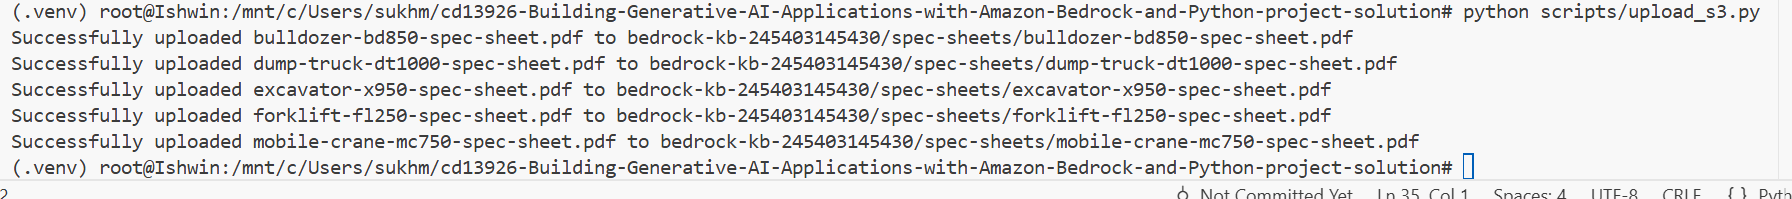 (.venv) root@Ishwin:/mnt/c/Users/sukhm/cd13926-Building-Generative-AI-Applications-with-Amazon-Bedrock-and-Python-project-solution# python scripts/upload_s3.py
Successfully uploaded bulldozer-bd850-spec-sheet.pdf to bedrock-kb-245403145430/spec-sheets/bulldozer-bd850-spec-sheet.pdf
Successfully uploaded dump-truck-dt1000-spec-sheet.pdf to bedrock-kb-245403145430/spec-sheets/dump-truck-dt1000-spec-sheet.pdf
Successfully uploaded excavator-x950-spec-sheet.pdf to bedrock-kb-245403145430/spec-sheets/excavator-x950-spec-sheet.pdf
Successfully uploaded forklift-fl250-spec-sheet.pdf to bedrock-kb-245403145430/spec-sheets/forklift-fl250-spec-sheet.pdf
Successfully uploaded mobile-crane-mc750-spec-sheet.pdf to bedrock-kb-245403145430/spec-sheets/mobile-crane-mc750-spec-sheet.pdf
(.venv) root@Ishwin:/mnt/c/Users/sukhm/cd13926-Building-Generative-AI-Applications-with-Amazon-Bedrock-and-Python-project-solution#
2 Not Committed Yet Ln 35, Col 1 Spaces: 4 UTF-8 CRLF { } Pyth